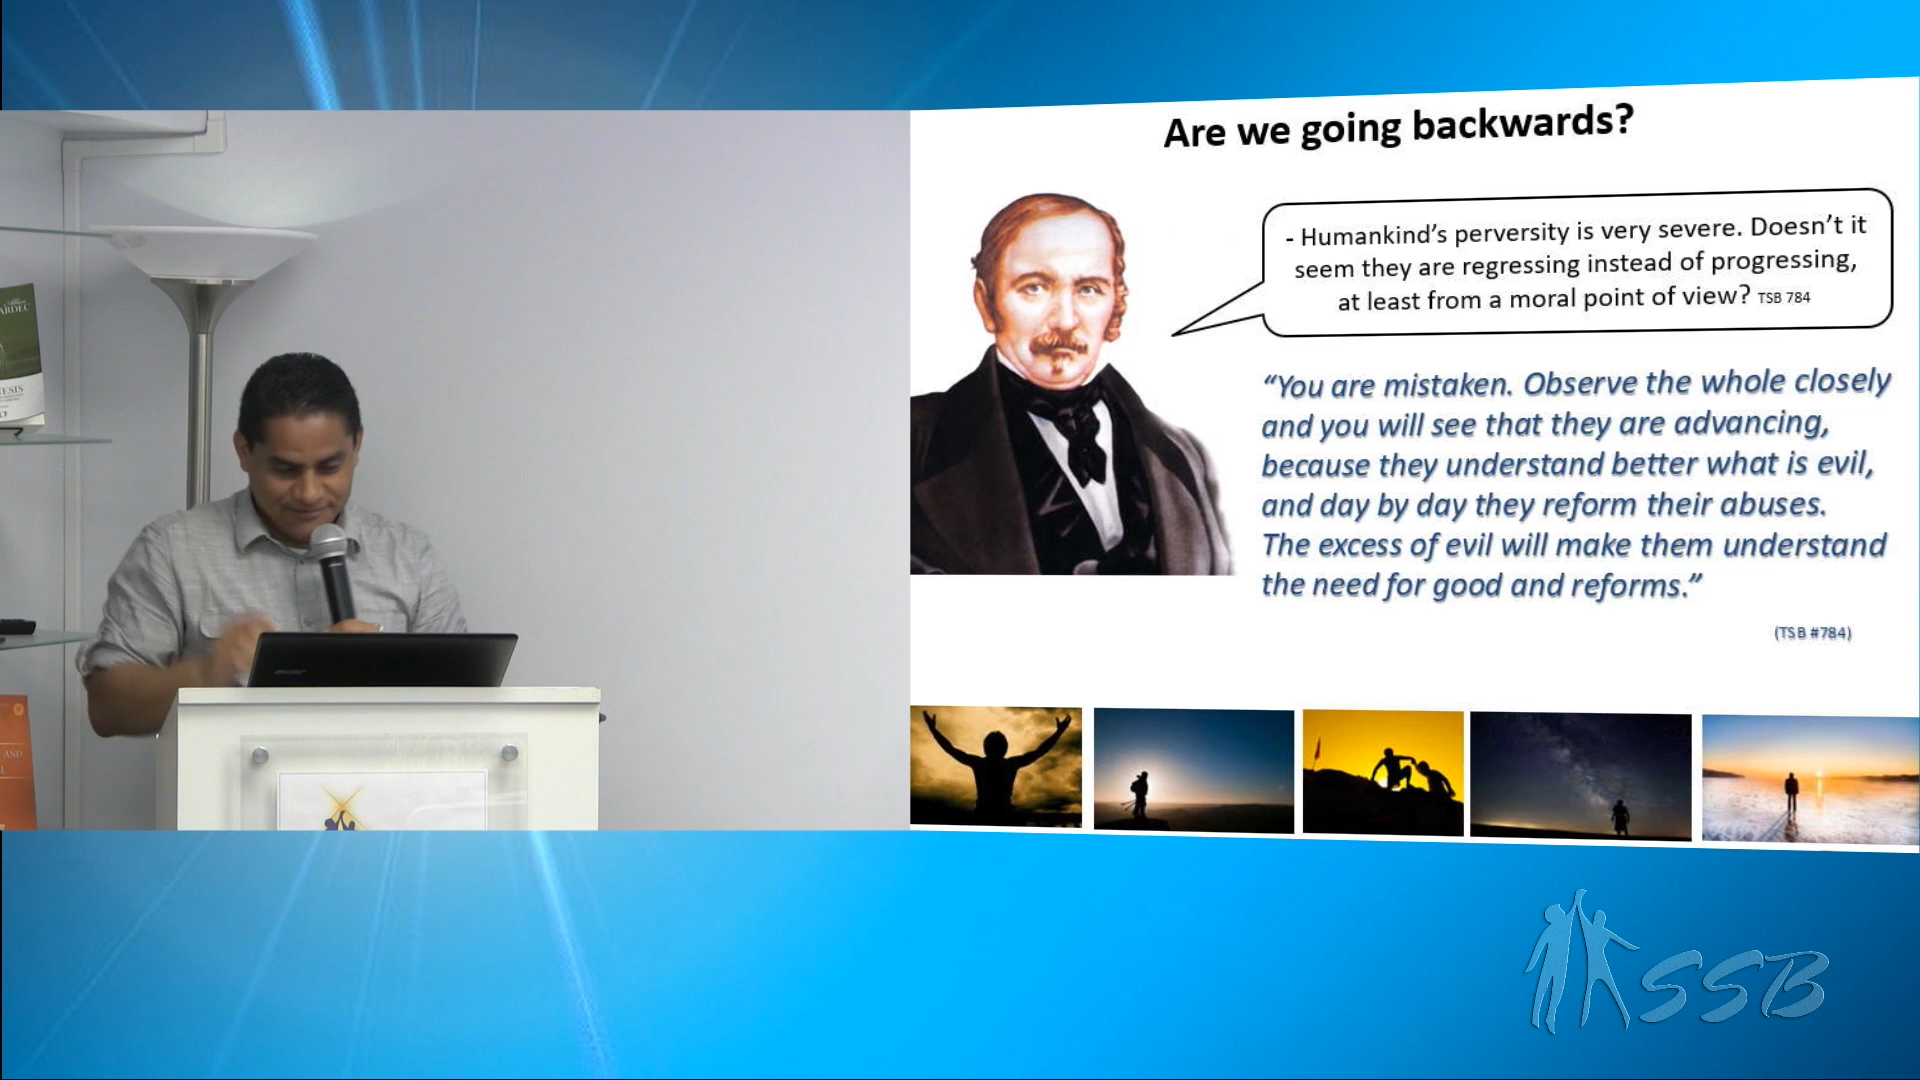 Are we going backwards?
- Humankind's perversity is very severe. Doesn't it
seem they are regressing instead of progressing,
at least from a moral point of view? TSB 784
“You are mistaken. Observe the whole closely
and you will see that they are advancing,
because they understand better what is evil,
and day by day they reform their abuses.
The excess of evil will make them understand
the need for good and reforms.”
(TSB #784)
AND
SSB